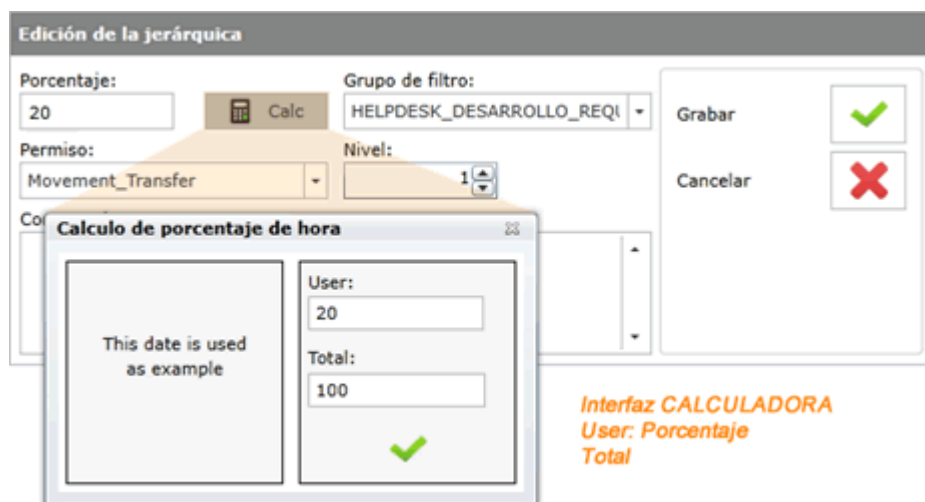 Edición de la jerárquica
Porcentaje:
20
Calc
Grupo de filtro:
HELPDESK_DESARROLLO_REQU
Grabar
Permiso:
Movement_Transfer
Nivel:
1
Cancelar
Calculo de porcentaje de hora
This date is used
as example
User:
20
Total:
100
Interfaz CALCULADORA
User: Porcentaje
Total